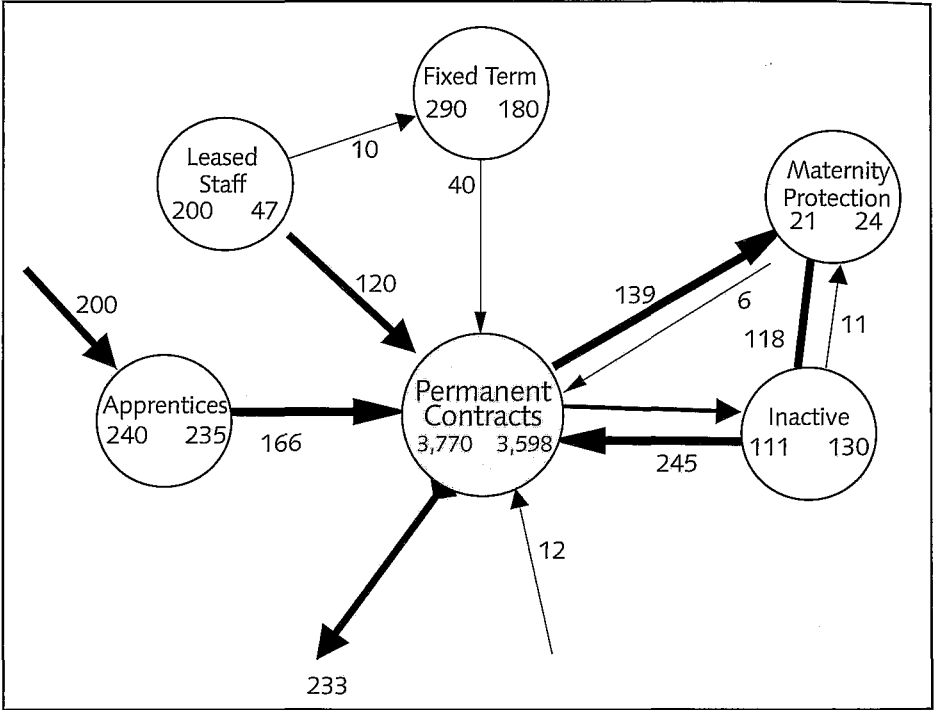 Fixed Term
290 180
10
Leased
Staff
200 47
40
Maternity
Protection
21 24
120
200
139
6
118
11
Apprentices
240 235
166
Permanent
Contracts
3,770 3,598
Inactive
111 130
245
12
233